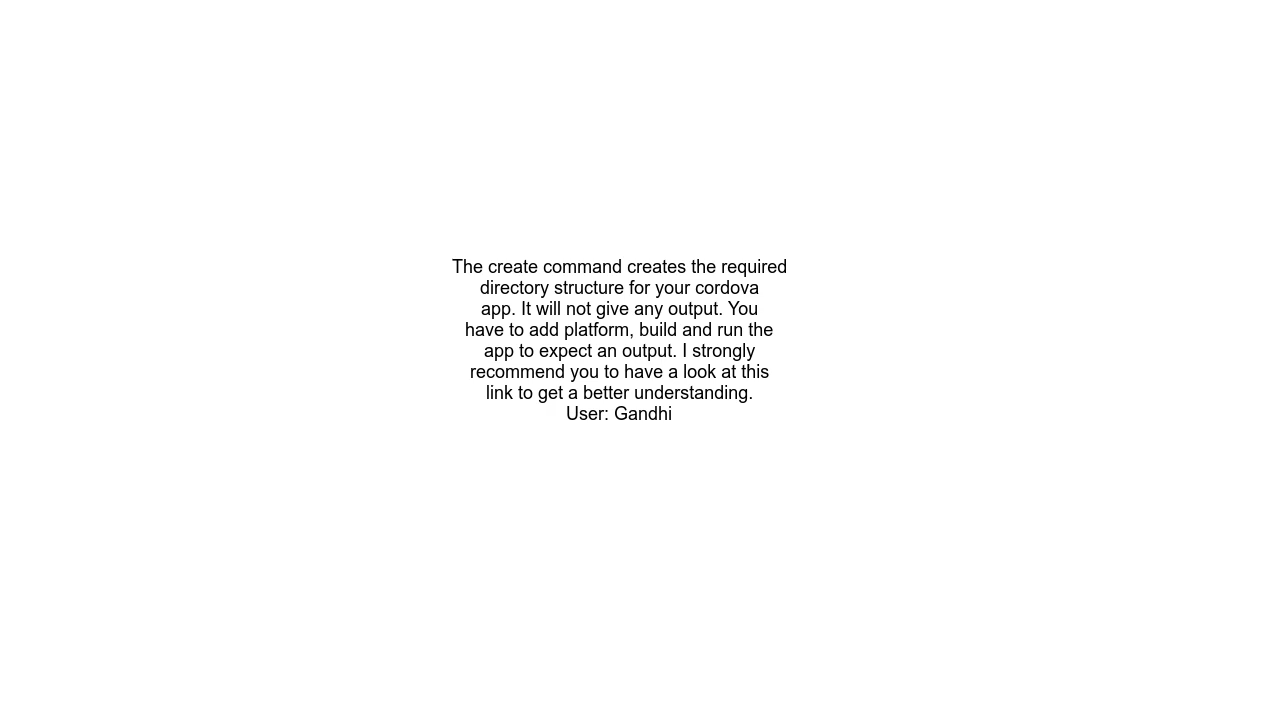 The create command creates the required
directory structure for your cordova
app. It will not give any output. You
have to add platform, build and run the
app to expect an output. I strongly
recommend you to have a look at this
link to get a better understanding.
User: Gandhi